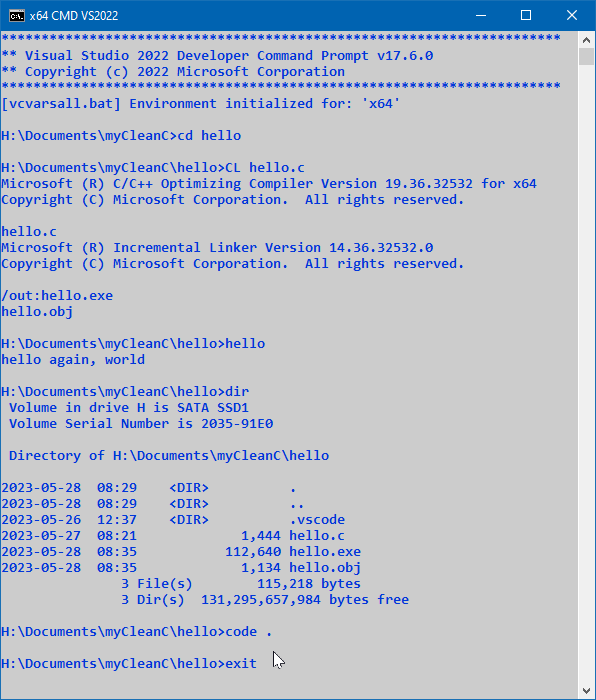 x64 CMD VS2022
**********************************************************************
** Visual Studio 2022 Developer Command Prompt v17.6.0
** Copyright (c) 2022 Microsoft Corporation
**********************************************************************
[vcvarsall.bat] Environment initialized for: 'x64'
H:\Documents\myCleanC>cd hello
H:\Documents\myCleanC\hello>CL hello.c
Microsoft (R) C/C++ Optimizing Compiler Version 19.36.32532 for x64
Copyright (C) Microsoft Corporation.  All rights reserved.
hello.c
Microsoft (R) Incremental Linker Version 14.36.32532.0
Copyright (C) Microsoft Corporation.  All rights reserved.
/out:hello.exe
hello.obj
H:\Documents\myCleanC\hello>hello
hello again, world
H:\Documents\myCleanC\hello>dir
 Volume in drive H is SATA SSD1
 Volume Serial Number is 2035-91E0
 Directory of H:\Documents\myCleanC\hello
2023-05-28  08:29    <DIR>          .
2023-05-28  08:29    <DIR>          ..
2023-05-26  12:37    <DIR>          .vscode
2023-05-27  08:21             1,444 hello.c
2023-05-28  08:35           112,640 hello.exe
2023-05-28  08:35             1,134 hello.obj
               3 File(s)        115,218 bytes
               3 Dir(s)  131,295,657,984 bytes free
H:\Documents\myCleanC\hello>code .
H:\Documents\myCleanC\hello>exit